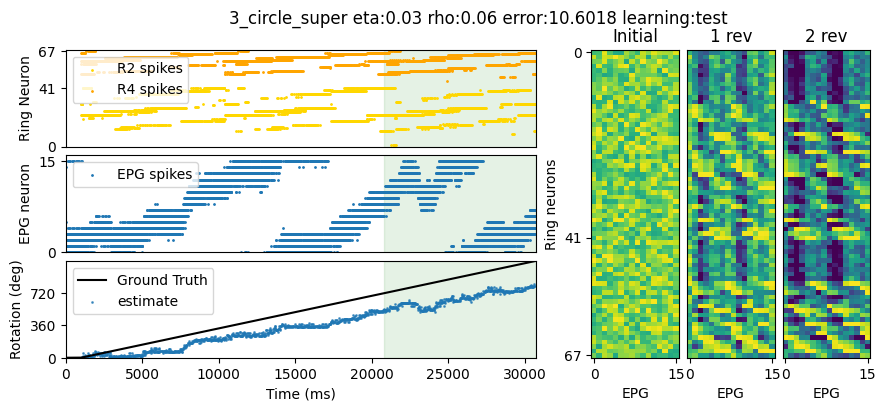 3_circle_super eta:0.03 rho:0.06 error:10.6018 learning:test
Ring Neuron
67
41
0
R2 spikes
R4 spikes
EPG neuron
15
0
EPG spikes
Rotation (deg)
720
360
0
Ground Truth
estimate
0 5000 10000 15000 20000 25000 30000
Time (ms)
Initial 1 rev 2 rev
Ring neurons
0
41
67
0 15 0 15 0 15
EPG EPG EPG